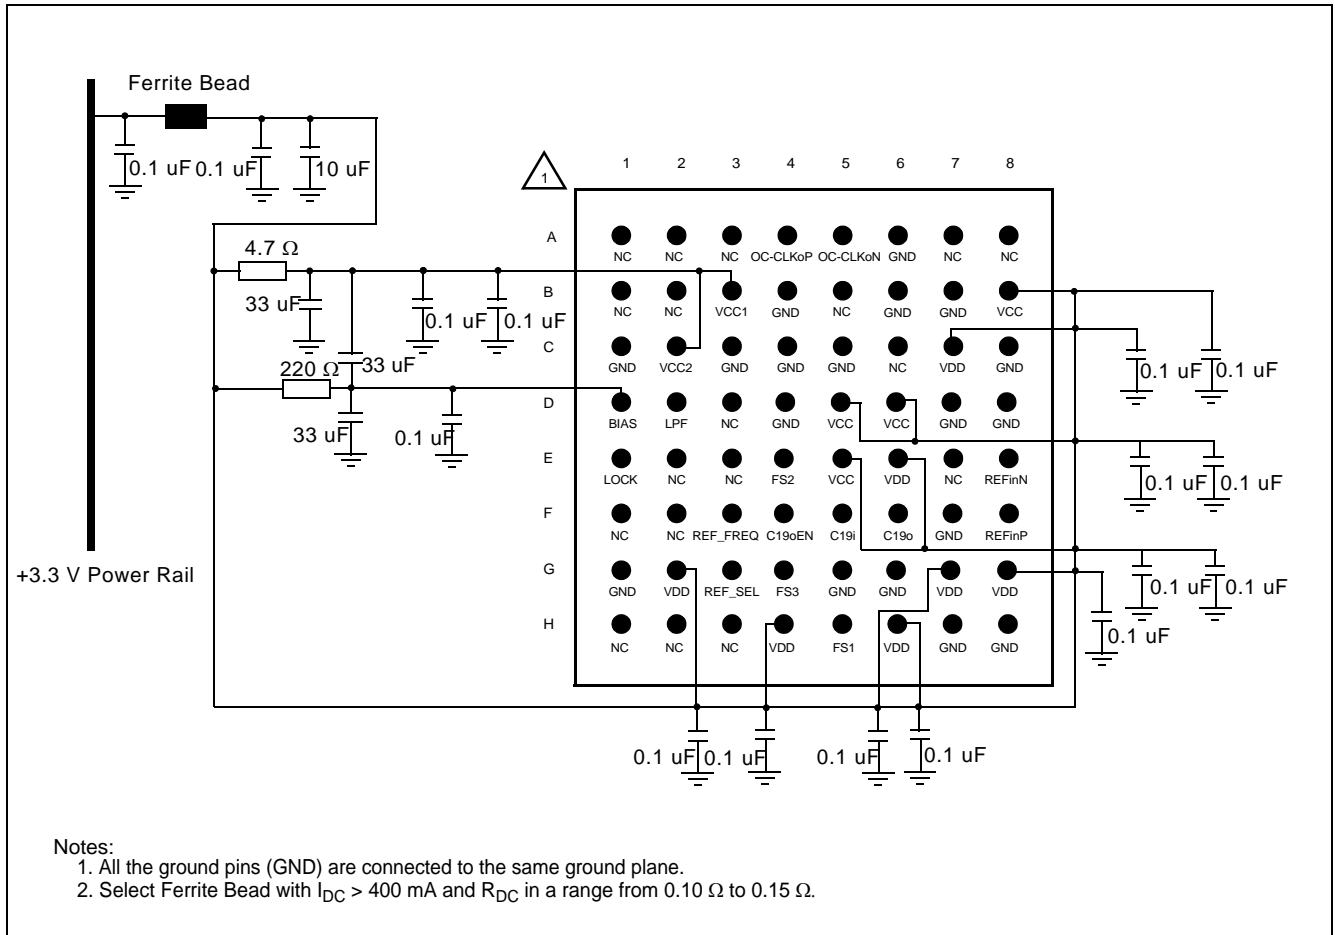 Ferrite Bead
0.1 uF 0.1 uF 10 uF
+3.3 V Power Rail
4.7 Ω
33 uF
0.1 uF 0.1 uF
33 uF
220 Ω
33 uF 0.1 uF
1
1 2 3 4 5 6 7 8
A
NC NC NC OC-CLKoP OC-CLKoN GND NC NC
B
NC NC VCC1 GND NC GND GND VCC
C
GND VCC2 GND GND GND NC VDD GND
D
BIAS LPF NC GND VCC VCC GND GND
E
LOCK NC NC FS2 VCC VDD NC REFinN
F
NC NC REF_FREQ C19oEN C19i C19o GND REFinP
G
GND VDD REF_SEL FS3 GND GND VDD VDD
H
NC NC NC VDD FS1 VDD GND GND
0.1 uF 0.1 uF
0.1 uF 0.1 uF
0.1 uF 0.1 uF
0.1 uF
0.1 uF 0.1 uF 0.1 uF 0.1 uF
Notes:
1. All the ground pins (GND) are connected to the same ground plane.
2. Select Ferrite Bead with IDC > 400 mA and RDC in a range from 0.10 Ω to 0.15 Ω.